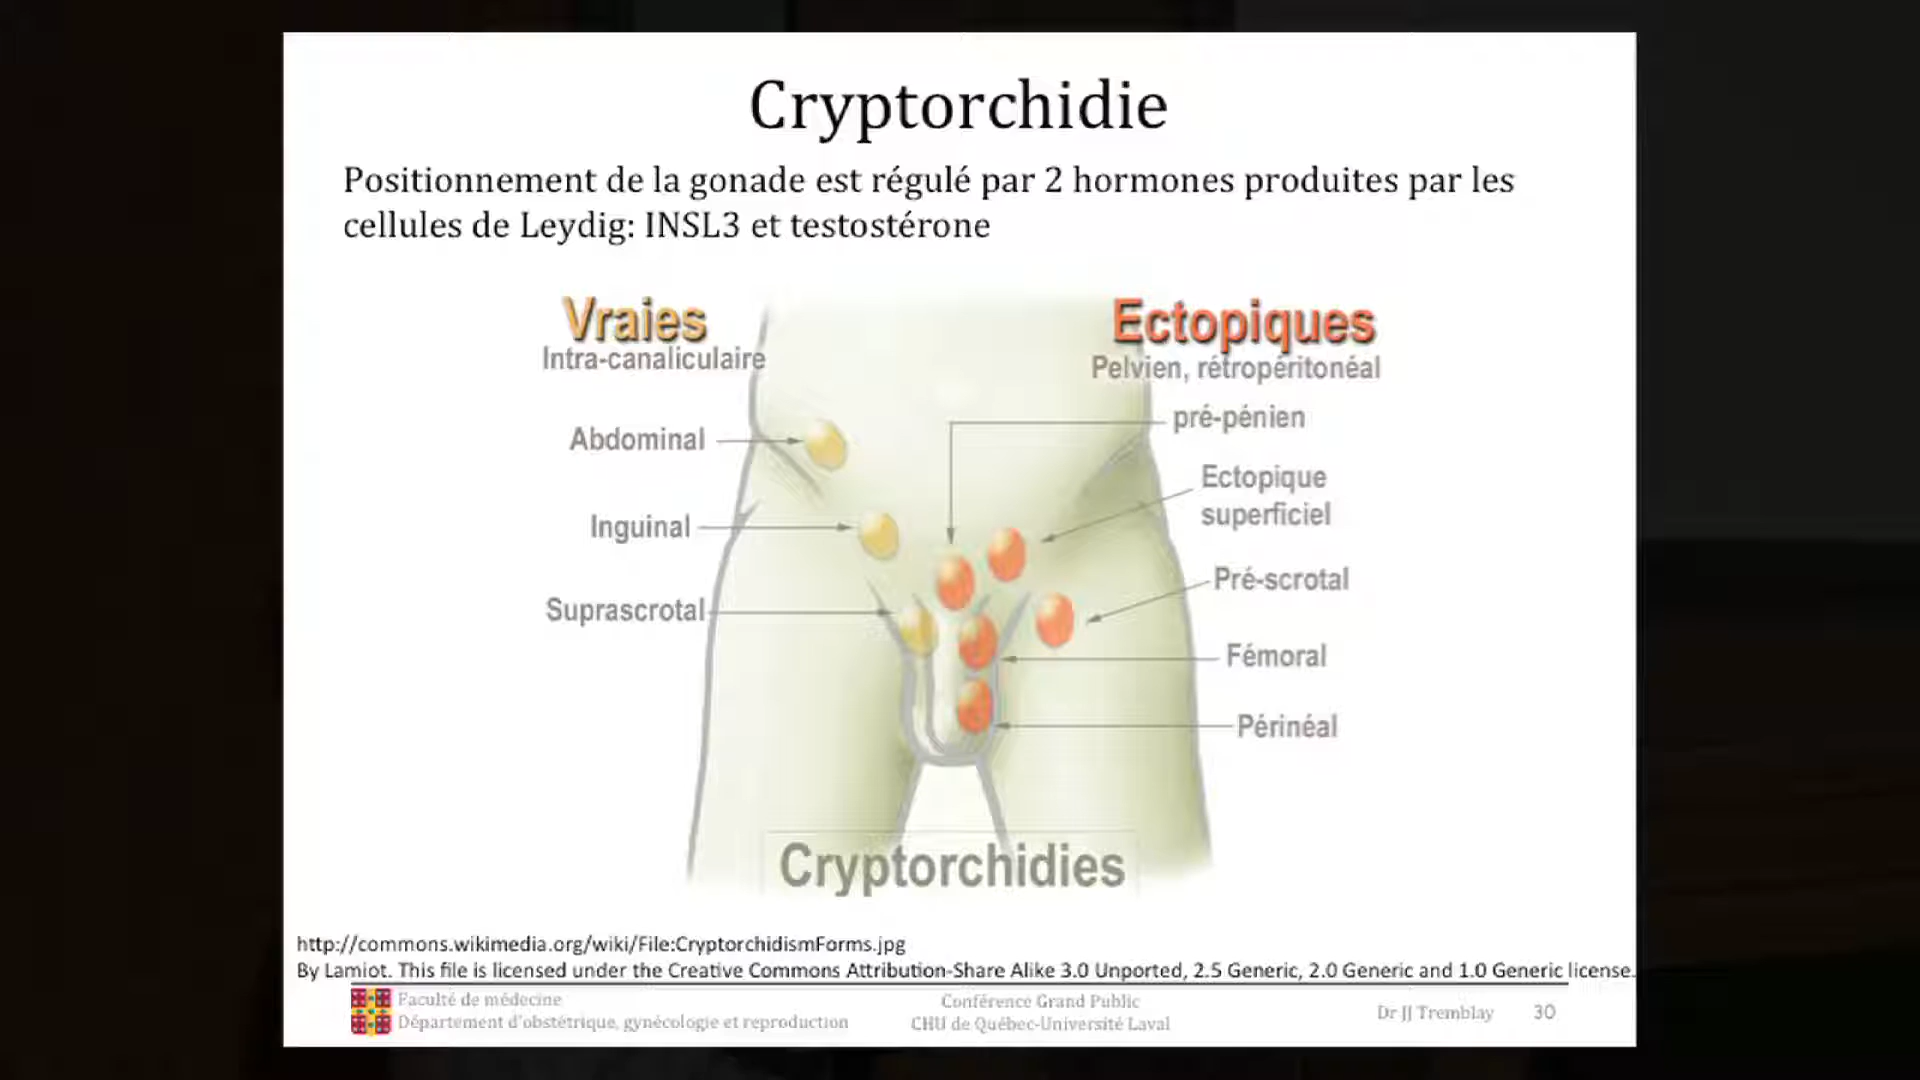 Cryptorchidie
Positionnement de la gonade est régulé par 2 hormones produites par les
cellules de Leydig: INSL3 et testostérone
Vraies
Intra-canaliculaire
Abdominal
Inguinal
Suprascrotal
Ectopiques
Pelvien, rétropéritonéal
pré-pénien
Ectopique
superficiel
Pré-scrotal
Fémoral
Périnéal
Cryptorchidies
http://commons.wikimedia.org/wiki/File:CryptorchidismForms.jpg
By Lamiot. This file is licensed under the Creative Commons Attribution-Share Alike 3.0 Unported, 2.5 Generic, 2.0 Generic and 1.0 Generic license.
Faculté de médecine
Département d'obstétrique, gynécologie et reproduction
Conférence Grand Public
CHU de Québec-Université Laval
Dr JJ Tremblay
30